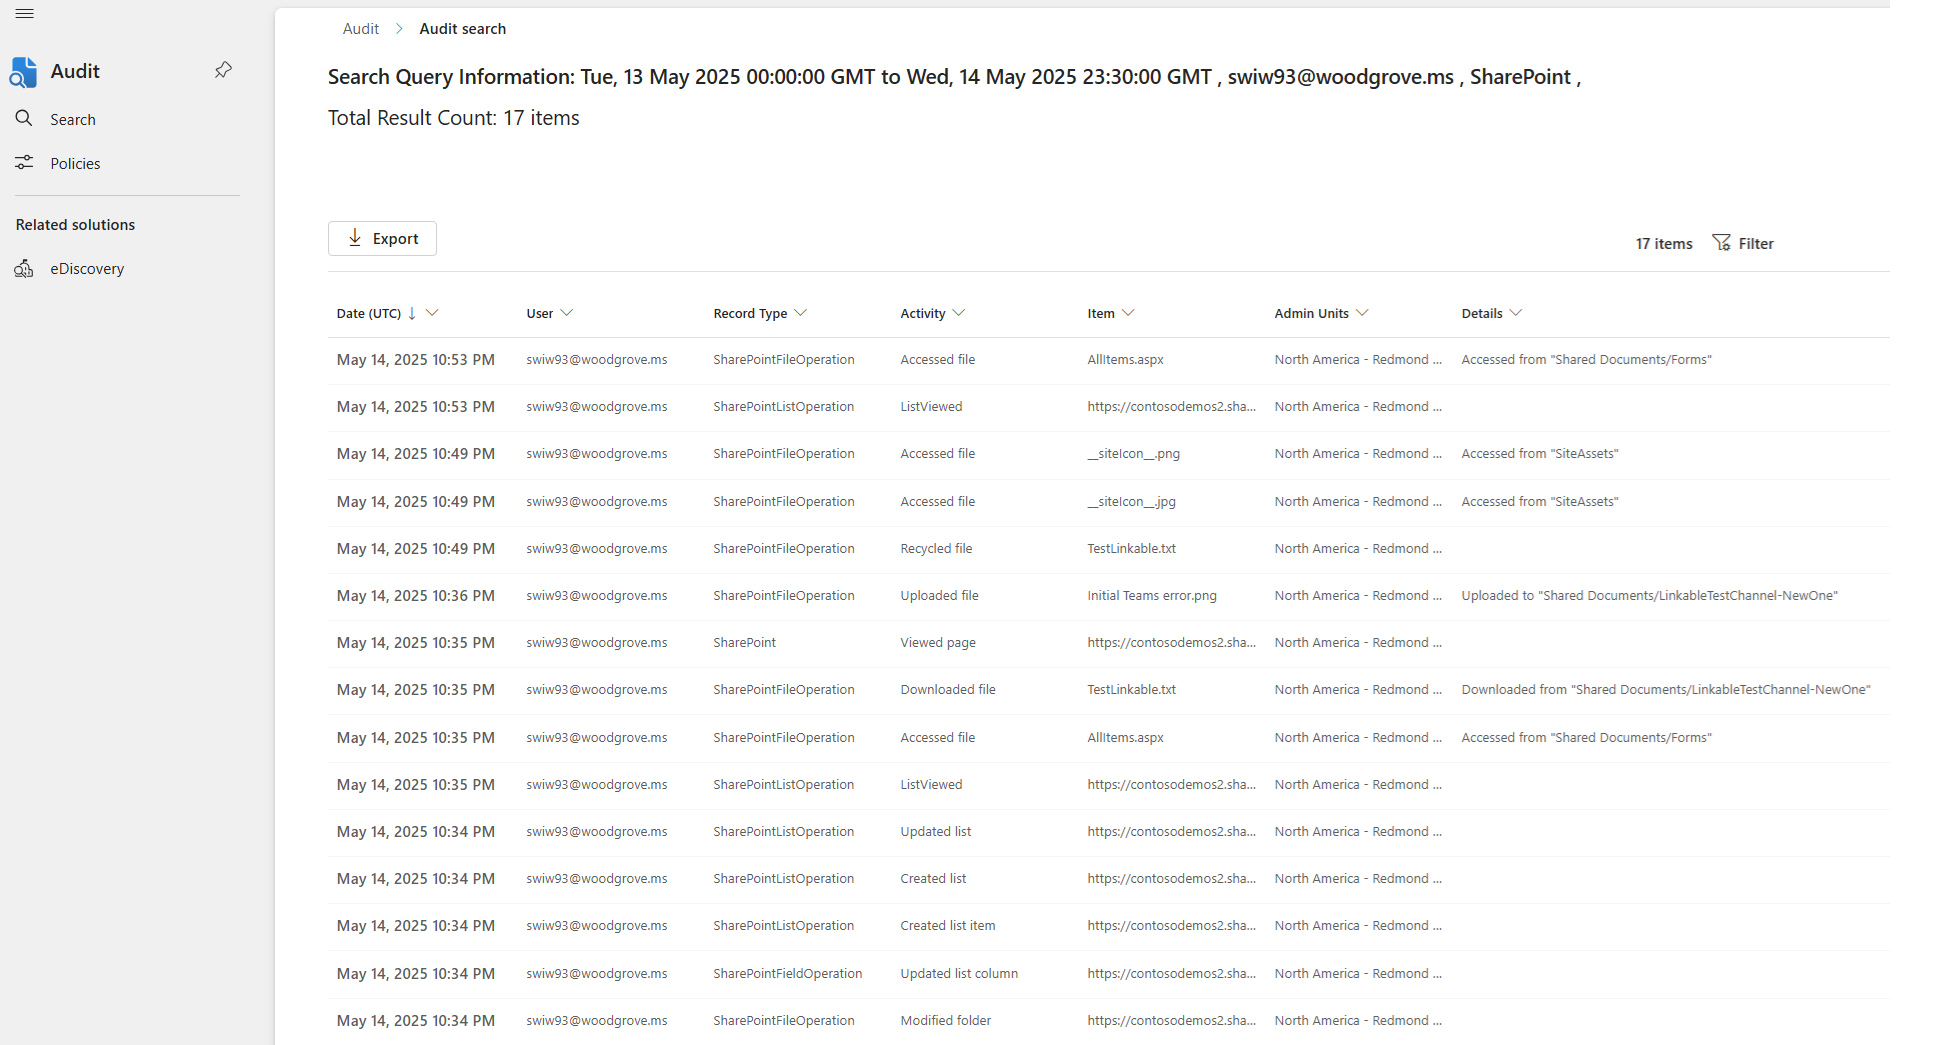 Audit
Search
Policies
Related solutions
eDiscovery
Audit Audit search
Search Query Information: Tue, 13 May 2025 00:00:00 GMT to Wed, 14 May 2025 23:30:00 GMT , swiw93@woodgrove.ms , SharePoint ,
Total Result Count: 17 items
Export 17 items Filter
Date (UTC) User Record Type Activity Item Admin Units Details
May 14, 2025 10:53 PM swiw93@woodgrove.ms SharePointFileOperation Accessed file AllItems.aspx North America - Redmond ... Accessed from "Shared Documents/Forms"
May 14, 2025 10:53 PM swiw93@woodgrove.ms SharePointListOperation ListViewed https://contosodemos2.sha... North America - Redmond ...
May 14, 2025 10:49 PM swiw93@woodgrove.ms SharePointFileOperation Accessed file __siteIcon__.png North America - Redmond ... Accessed from "SiteAssets"
May 14, 2025 10:49 PM swiw93@woodgrove.ms SharePointFileOperation Accessed file __siteIcon__.jpg North America - Redmond ... Accessed from "SiteAssets"
May 14, 2025 10:49 PM swiw93@woodgrove.ms SharePointFileOperation Recycled file TestLinkable.txt North America - Redmond ...
May 14, 2025 10:36 PM swiw93@woodgrove.ms SharePointFileOperation Uploaded file Initial Teams error.png North America - Redmond ... Uploaded to "Shared Documents/LinkableTestChannel-NewOne"
May 14, 2025 10:35 PM swiw93@woodgrove.ms SharePoint Viewed page https://contosodemos2.sha... North America - Redmond ...
May 14, 2025 10:35 PM swiw93@woodgrove.ms SharePointFileOperation Downloaded file TestLinkable.txt North America - Redmond ... Downloaded from "Shared Documents/LinkableTestChannel-NewOne"
May 14, 2025 10:35 PM swiw93@woodgrove.ms SharePointFileOperation Accessed file AllItems.aspx North America - Redmond ... Accessed from "Shared Documents/Forms"
May 14, 2025 10:35 PM swiw93@woodgrove.ms SharePointListOperation ListViewed https://contosodemos2.sha... North America - Redmond ...
May 14, 2025 10:34 PM swiw93@woodgrove.ms SharePointListOperation Updated list https://contosodemos2.sha... North America - Redmond ...
May 14, 2025 10:34 PM swiw93@woodgrove.ms SharePointListOperation Created list https://contosodemos2.sha... North America - Redmond ...
May 14, 2025 10:34 PM swiw93@woodgrove.ms SharePointListOperation Created list item https://contosodemos2.sha... North America - Redmond ...
May 14, 2025 10:34 PM swiw93@woodgrove.ms SharePointFieldOperation Updated list column https://contosodemos2.sha... North America - Redmond ...
May 14, 2025 10:34 PM swiw93@woodgrove.ms SharePointFileOperation Modified folder https://contosodemos2.sha... North America - Redmond ...